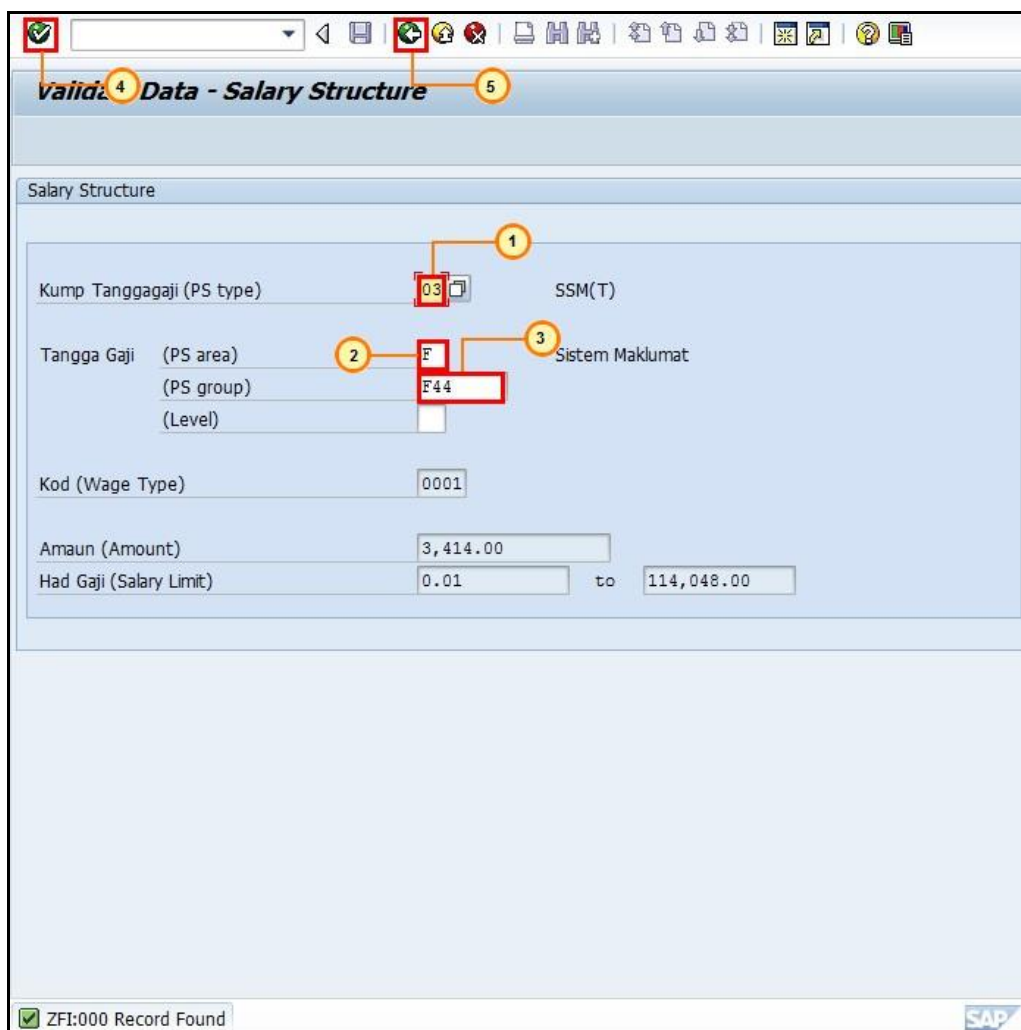 Valida 4 Data - Salary Structure 5
Salary Structure
1
Kump Tanggagaji (PS type) 03 SSM(T)
3
Tangga Gaji (PS area) 2 F Sistem Maklumat
(PS group) F44
(Level)
Kod (Wage Type) 0001
Amaun (Amount) 3,414.00
Had Gaji (Salary Limit) 0.01 to 114,048.00
ZFI:000 Record Found SAP